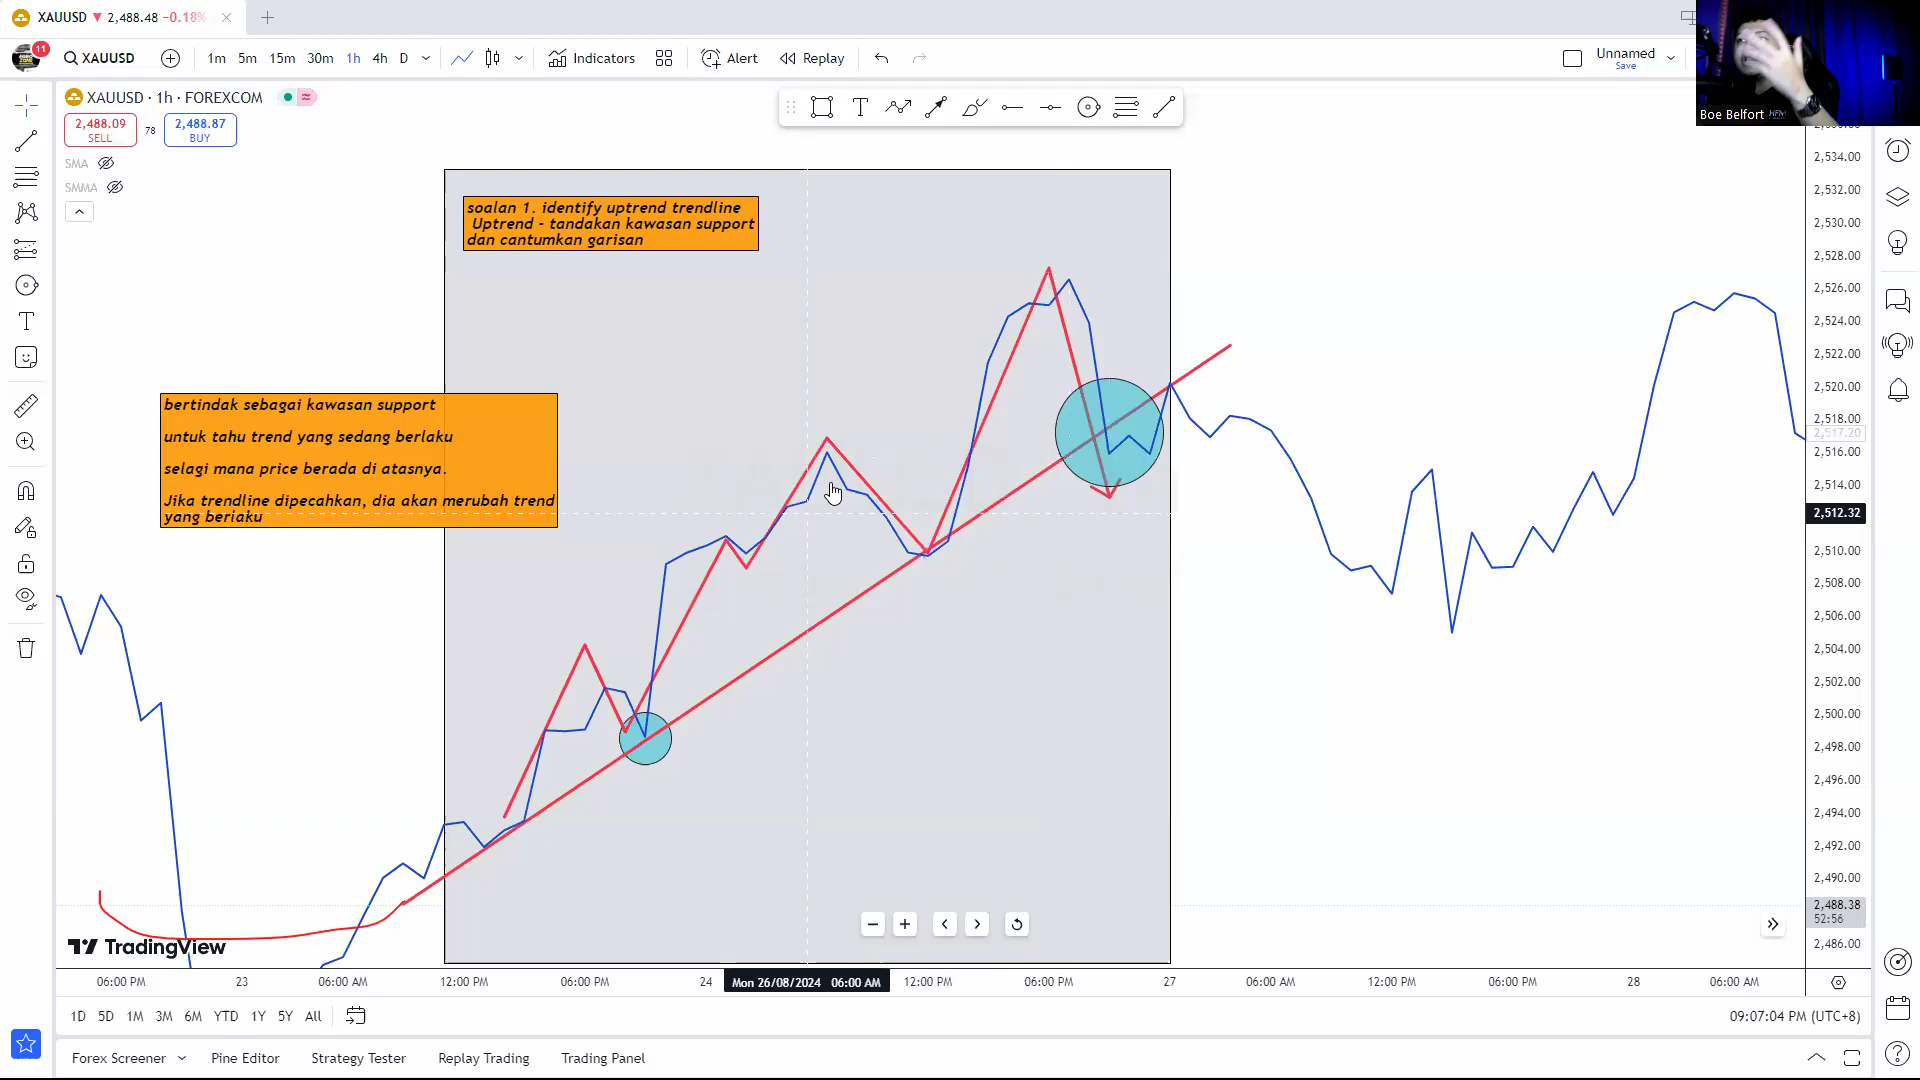 XAUUSD 2,488.48 −0.18%
11
XAUUSD 1m 5m 15m 30m 1h 4h D Indicators Alert Replay Unnamed
Save
Boe Belfort HFM
XAUUSD · 1h · FOREXCOM
2,488.09 SELL
78
2,488.87 BUY
SMA
SMMA
soalan 1. identify uptrend trendline
Uptrend - tandakan kawasan support
dan cantumkan garisan
bertindak sebagai kawasan support
untuk tahu trend yang sedang berlaku
selagi mana price berada di atasnya.
Jika trendline dipecahkan, dia akan merubah trend
yang berlaku
2,534.00
2,532.00
2,530.00
2,528.00
2,526.00
2,524.00
2,522.00
2,520.00
2,518.00
2,517.20
2,516.00
2,514.00
2,512.32
2,510.00
2,508.00
2,506.00
2,504.00
2,502.00
2,500.00
2,498.00
2,496.00
2,494.00
2,492.00
2,490.00
2,488.38
52:56
2,486.00
TradingView
06:00 PM 23 06:00 AM 12:00 PM 06:00 PM 24 Mon 26/08/2024 06:00 AM 12:00 PM 06:00 PM 27 06:00 AM 12:00 PM 06:00 PM 28 06:00 AM
1D 5D 1M 3M 6M YTD 1Y 5Y All 09:07:04 PM (UTC+8)
Forex Screener Pine Editor Strategy Tester Replay Trading Trading Panel